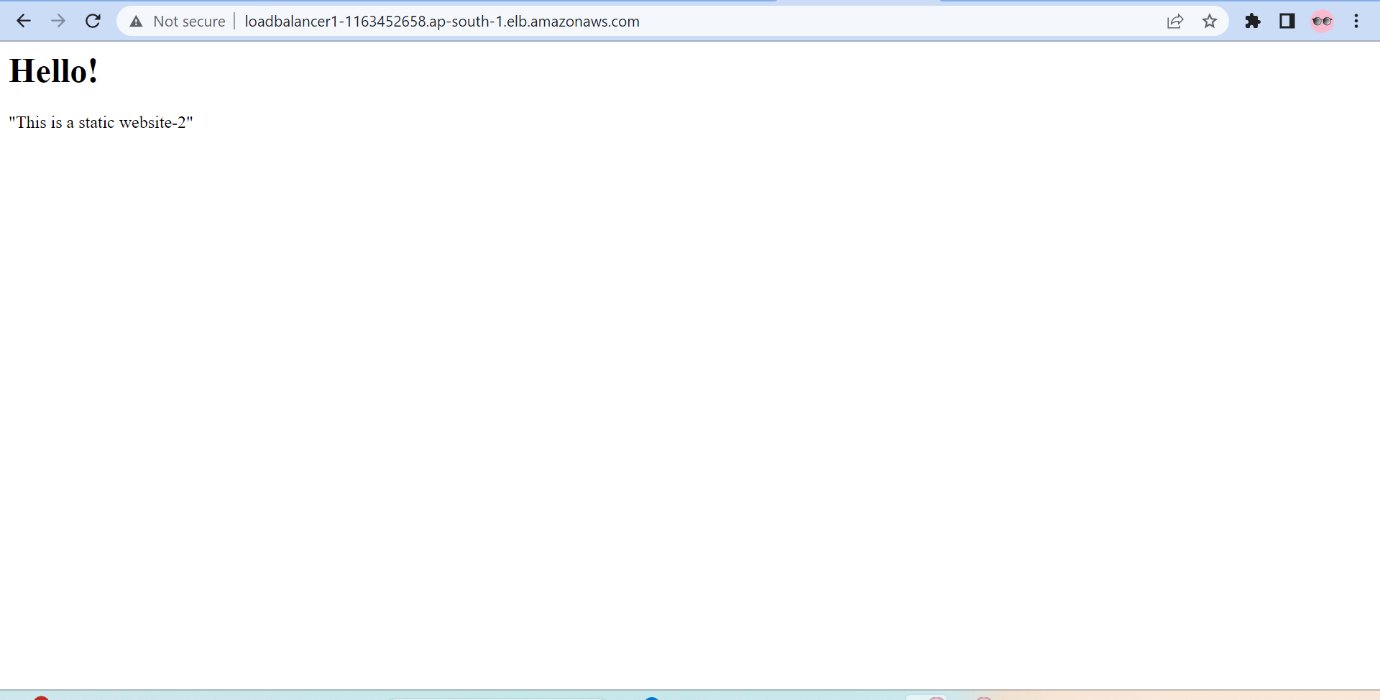 Not secure | loadbalancer1-1163452658.ap-south-1.elb.amazonaws.com
Hello!
"This is a static website-2"